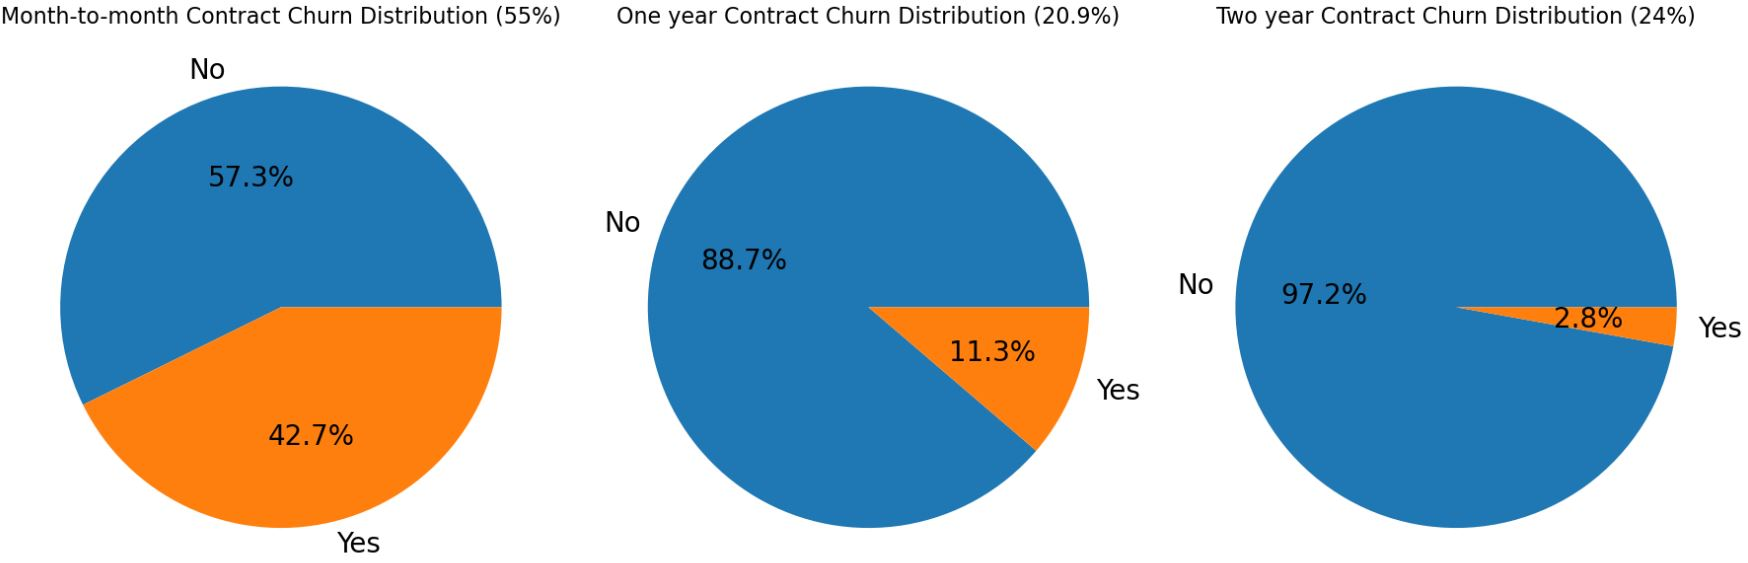 Month-to-month Contract Churn Distribution (55%)
No
57.3%
42.7%
Yes
One year Contract Churn Distribution (20.9%)
No
88.7%
11.3%
Yes
Two year Contract Churn Distribution (24%)
No
97.2%
2.8%
Yes